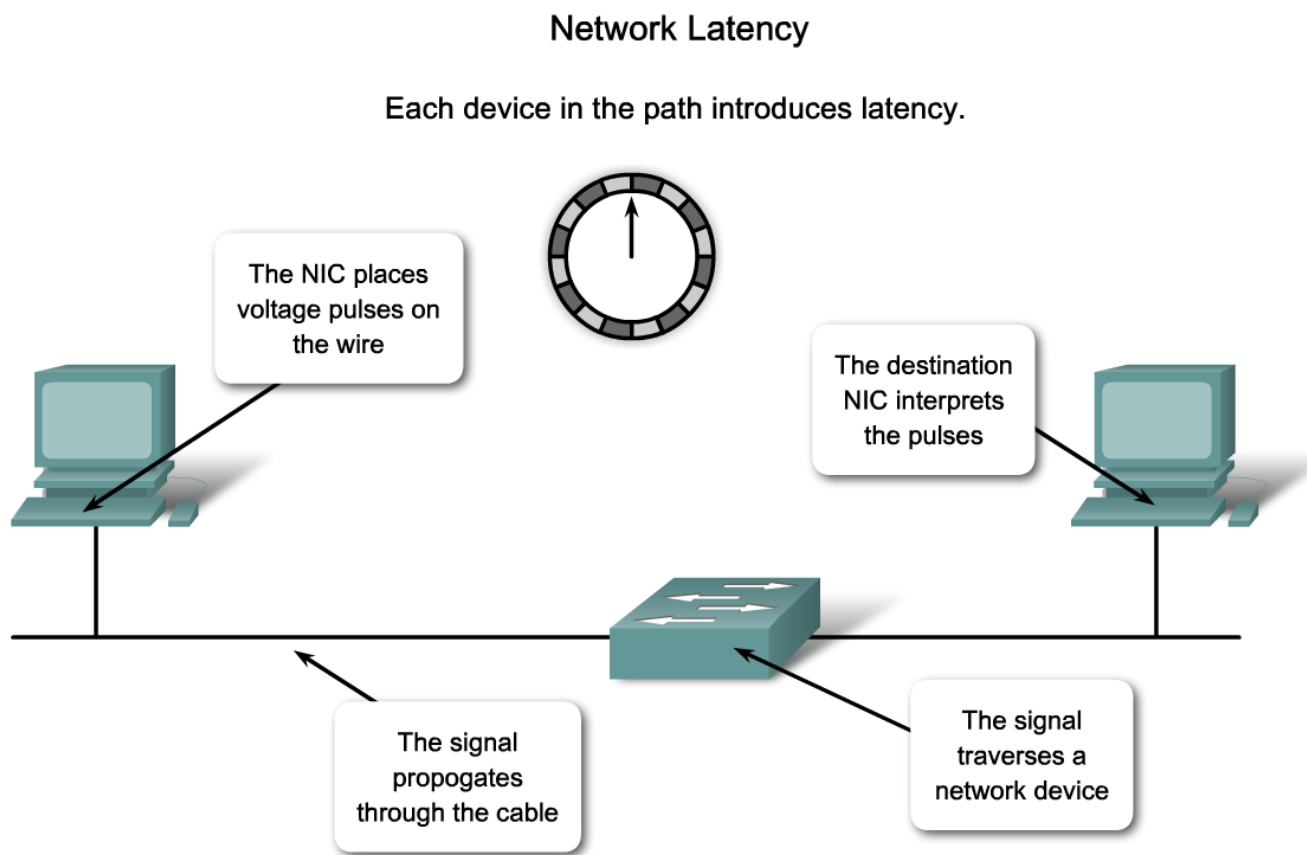 Network Latency
Each device in the path introduces latency.
The NIC places
voltage pulses on
the wire
The destination
NIC interprets
the pulses
The signal
propogates
through the cable
The signal
traverses a
network device